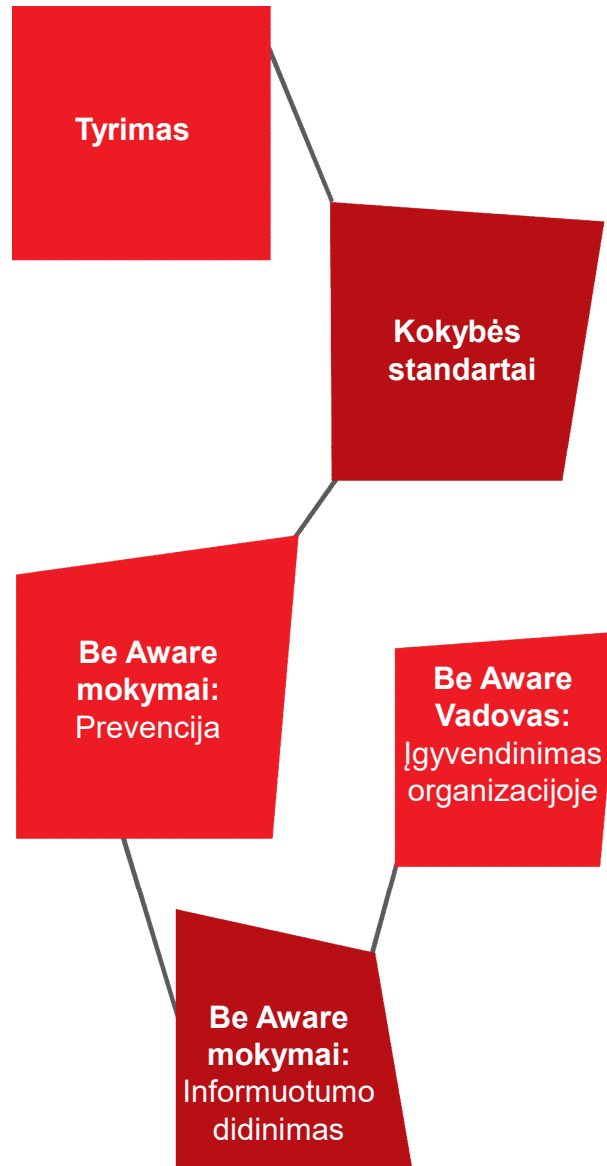 Tyrimas
Kokybės
standartai
Be Aware
mokymai:
Prevencija
Be Aware
Vadovas:
Įgyvendinimas
organizacijoje
Be Aware
mokymai:
Informuotumo
didinimas